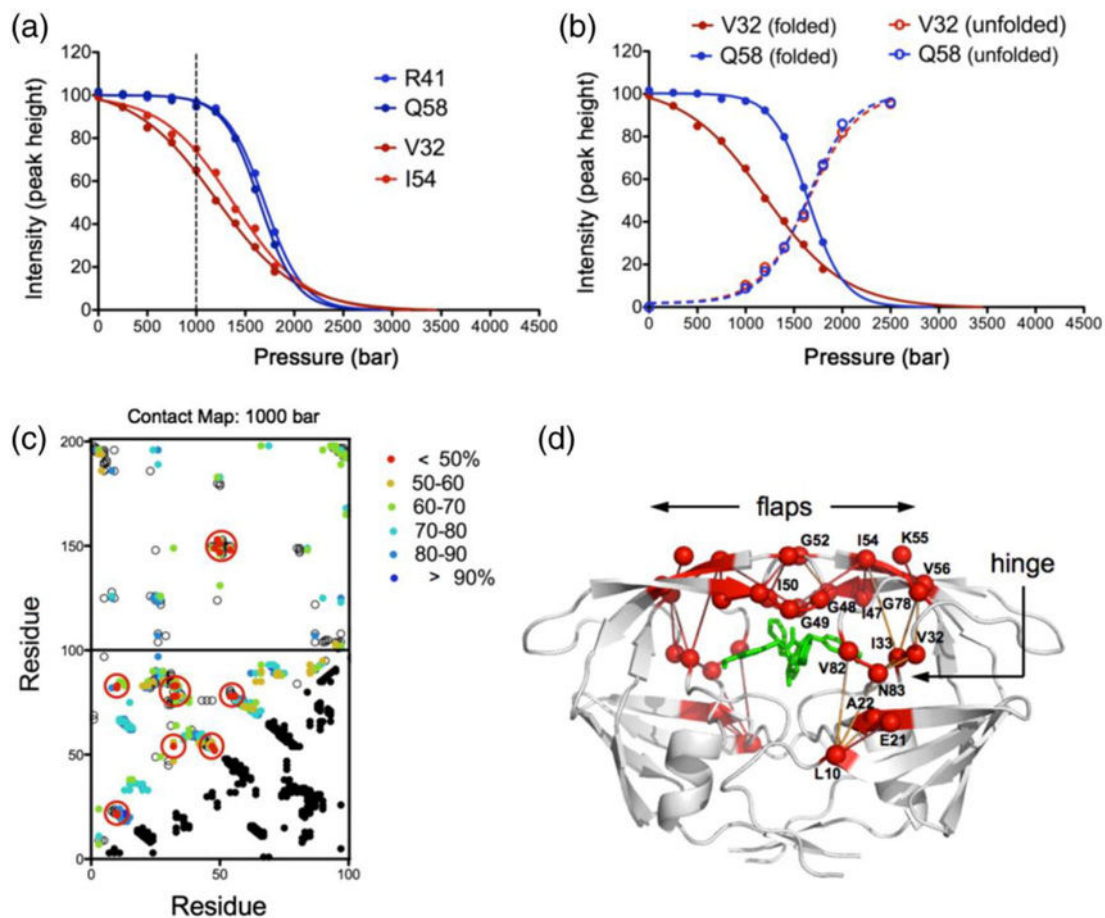 (a)
120
100
80
60
40
20
0
Intensity (peak height)
0 500 1000 1500 2000 2500 3000 3500 4000 4500
Pressure (bar)
R41
Q58
V32
I54
(b)
V32 (folded)
Q58 (folded)
V32 (unfolded)
Q58 (unfolded)
120
100
80
60
40
20
0
Intensity (peak height)
0 500 1000 1500 2000 2500 3000 3500 4000 4500
Pressure (bar)
(c)
Contact Map: 1000 bar
200
150
100
50
0
Residue
0 50 100
Residue
< 50%
50-60
60-70
70-80
80-90
> 90%
(d)
flaps
hinge
G52
I54
K55
V56
I50
G48
G78
I47
G49
I33
V32
V82
N83
A22
E21
L10